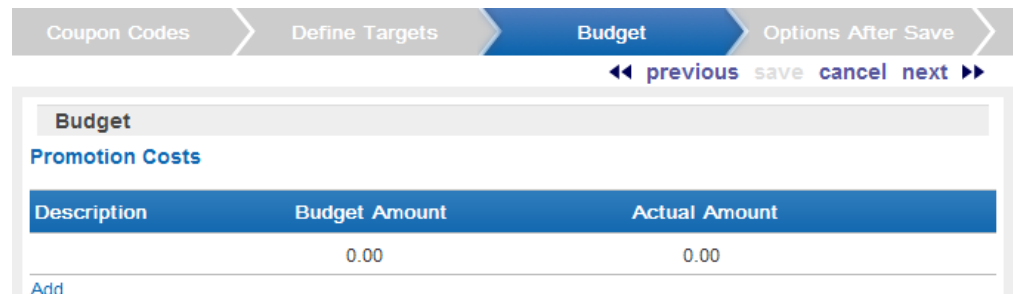 Coupon Codes Define Targets Budget Options After Save
previous save cancel next
Budget
Promotion Costs
Description Budget Amount Actual Amount
0.00 0.00
Add